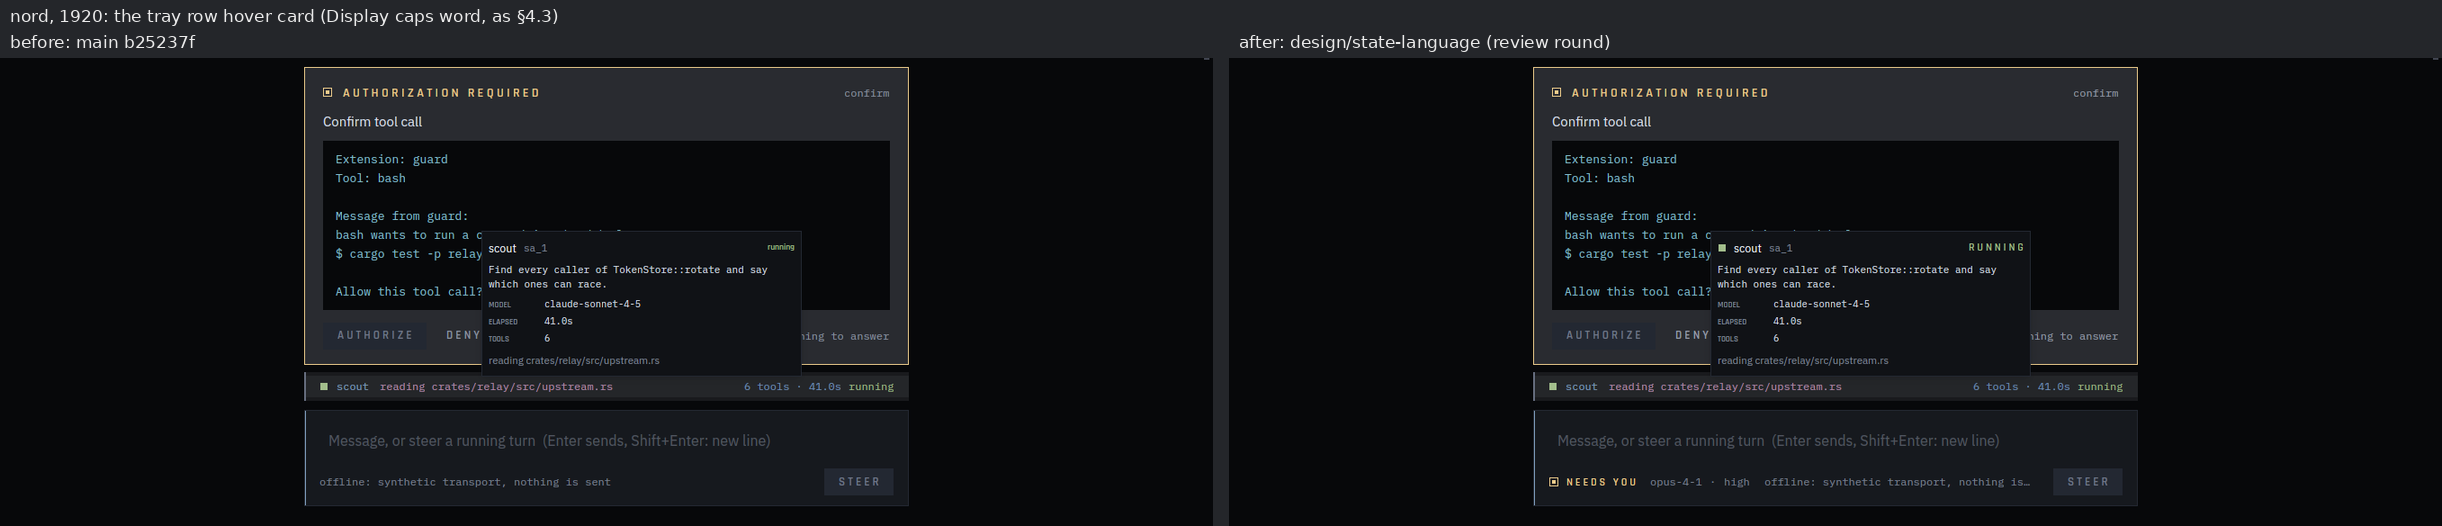 nord, 1920: the tray row hover card (Display caps word, as §4.3)
before: main b25237f
AUTHORIZATION REQUIRED confirm
Confirm tool call
Extension: guard
Tool: bash
Message from guard:
bash wants to run a
$ cargo test -p relay
Allow this tool call?
scout sa_1 running
Find every caller of TokenStore::rotate and say
which ones can race.
MODEL claude-sonnet-4-5
ELAPSED 41.0s
TOOLS 6
reading crates/relay/src/upstream.rs
AUTHORIZE DENY to answer
scout reading crates/relay/src/upstream.rs 6 tools · 41.0s running
Message, or steer a running turn (Enter sends, Shift+Enter: new line)
offline: synthetic transport, nothing is sent STEER
after: design/state-language (review round)
AUTHORIZATION REQUIRED confirm
Confirm tool call
Extension: guard
Tool: bash
Message from guard:
bash wants to run a
$ cargo test -p relay
Allow this tool call?
scout sa_1 RUNNING
Find every caller of TokenStore::rotate and say
which ones can race.
MODEL claude-sonnet-4-5
ELAPSED 41.0s
TOOLS 6
reading crates/relay/src/upstream.rs
AUTHORIZE DENY to answer
scout reading crates/relay/src/upstream.rs 6 tools · 41.0s running
Message, or steer a running turn (Enter sends, Shift+Enter: new line)
NEEDS YOU opus-4-1 · high offline: synthetic transport, nothing is… STEER